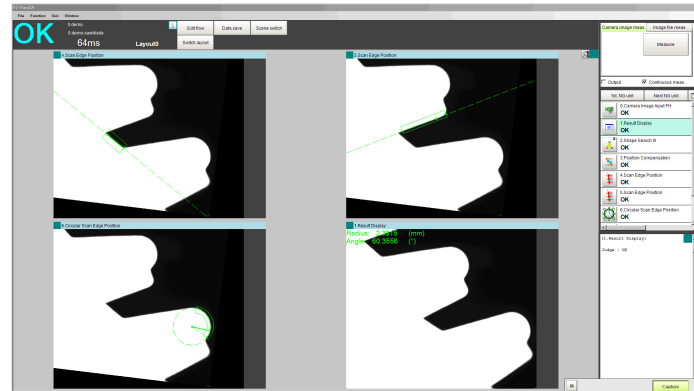 File Function Tool Window
OK
0.demo
0.demo sawblade
64ms
Layout0
Edit flow
Data save
Scene switch
Switch layout
Camera image meas.
Image file meas.
Measure
Output
Continuous meas.
4.Scan Edge Position
5.Scan Edge Position
1st. NG unit
Next NG unit
0.Camera Image Input FH
OK
1.Result Display
OK
2.Shape Search III
OK
3.Position Compensation
OK
4.Scan Edge Position
OK
5.Scan Edge Position
OK
6.Circular Scan Edge Position
OK
6.Circular Scan Edge Position
1.Result Display
Radius: (mm)
Angle: 60.3556 (°)
[1.Result Display]
Judge : OK
Capture